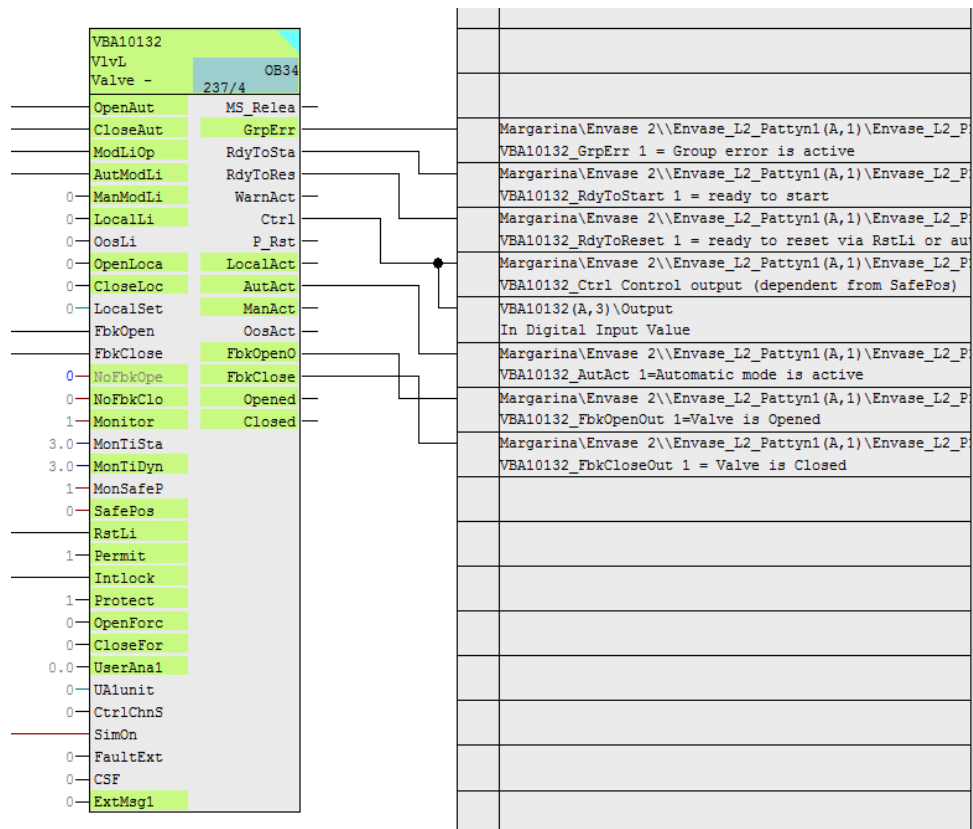 VBA10132
VlvL
Valve -
OB34
237/4
OpenAut MS_Relea
CloseAut GrpErr
ModLiOp RdyToSta
AutModLi RdyToRes
0 ManModLi WarnAct
0 LocalLi Ctrl
0 OosLi P_Rst
0 OpenLoca LocalAct
0 CloseLoc AutAct
0 LocalSet ManAct
FbkOpen OosAct
FbkClose FbkOpenO
0 NoFbkOpe FbkClose
0 NoFbkClo Opened
1 Monitor Closed
3.0 MonTiSta
3.0 MonTiDyn
1 MonSafeP
0 SafePos
RstLi
1 Permit
Intlock
1 Protect
0 OpenForc
0 CloseFor
0.0 UserAna1
0 UA1unit
0 CtrlChnS
SimOn
0 FaultExt
0 CSF
0 ExtMsg1
Margarina\Envase 2\\Envase_L2_Pattyn1(A,1)\Envase_L2_P
VBA10132_GrpErr 1 = Group error is active
Margarina\Envase 2\\Envase_L2_Pattyn1(A,1)\Envase_L2_P
VBA10132_RdyToStart 1 = ready to start
Margarina\Envase 2\\Envase_L2_Pattyn1(A,1)\Envase_L2_P
VBA10132_RdyToReset 1 = ready to reset via RstLi or au
Margarina\Envase 2\\Envase_L2_Pattyn1(A,1)\Envase_L2_P
VBA10132_Ctrl Control output (dependent from SafePos)
VBA10132(A,3)\Output
In Digital Input Value
Margarina\Envase 2\\Envase_L2_Pattyn1(A,1)\Envase_L2_P
VBA10132_AutAct 1=Automatic mode is active
Margarina\Envase 2\\Envase_L2_Pattyn1(A,1)\Envase_L2_P
VBA10132_FbkOpenOut 1=Valve is Opened
Margarina\Envase 2\\Envase_L2_Pattyn1(A,1)\Envase_L2_P
VBA10132_FbkCloseOut 1 = Valve is Closed